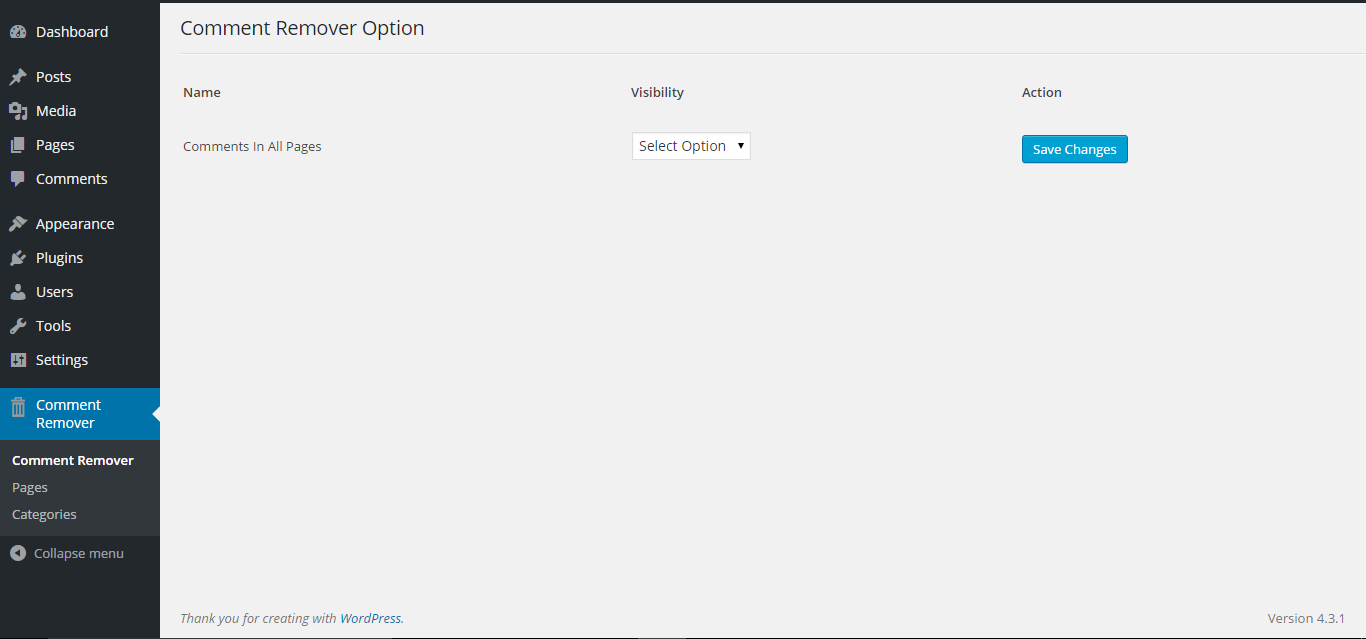 Dashboard
Posts
Media
Pages
Comments
Appearance
Plugins
Users
Tools
Settings
Comment
Remover
Comment Remover
Pages
Categories
Collapse menu
Comment Remover Option
Name Visibility Action
Comments In All Pages Select Option Save Changes
Thank you for creating with WordPress. Version 4.3.1